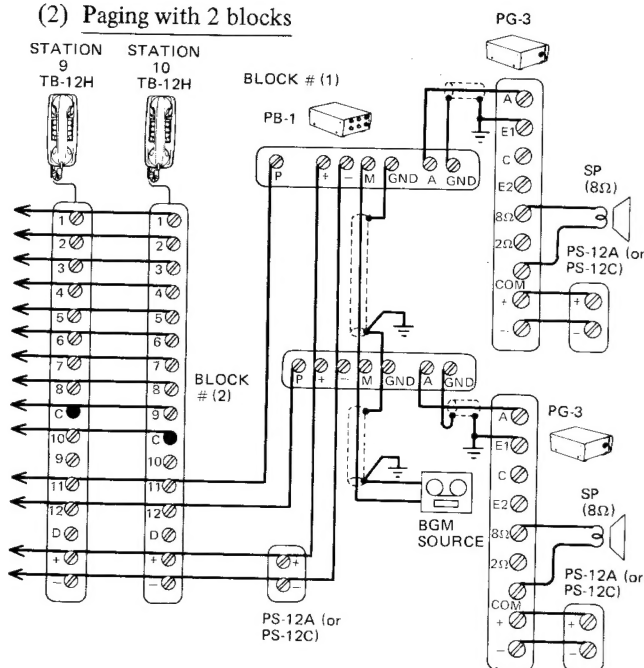 (2) Paging with 2 blocks
STATION
9
TB-12H
STATION
10
TB-12H
BLOCK # (1)
PB-1
PG-3
P + − M GND A GND
A
E1
C
E2
8Ω
2Ω
COM
+
−
SP
(8Ω)
PS-12A (or
PS-12C)
+
−
1
2
3
4
5
6
7
8
C
10
9
11
12
D
+
−
1
2
3
4
5
6
7
8
9
C
10
11
12
D
+
−
BLOCK
# (2)
P + − M GND A GND
BGM
SOURCE
+
−
PS-12A (or
PS-12C)
PG-3
A
E1
C
E2
8Ω
2Ω
COM
+
−
SP
(8Ω)
PS-12A (or
PS-12C)
+
−